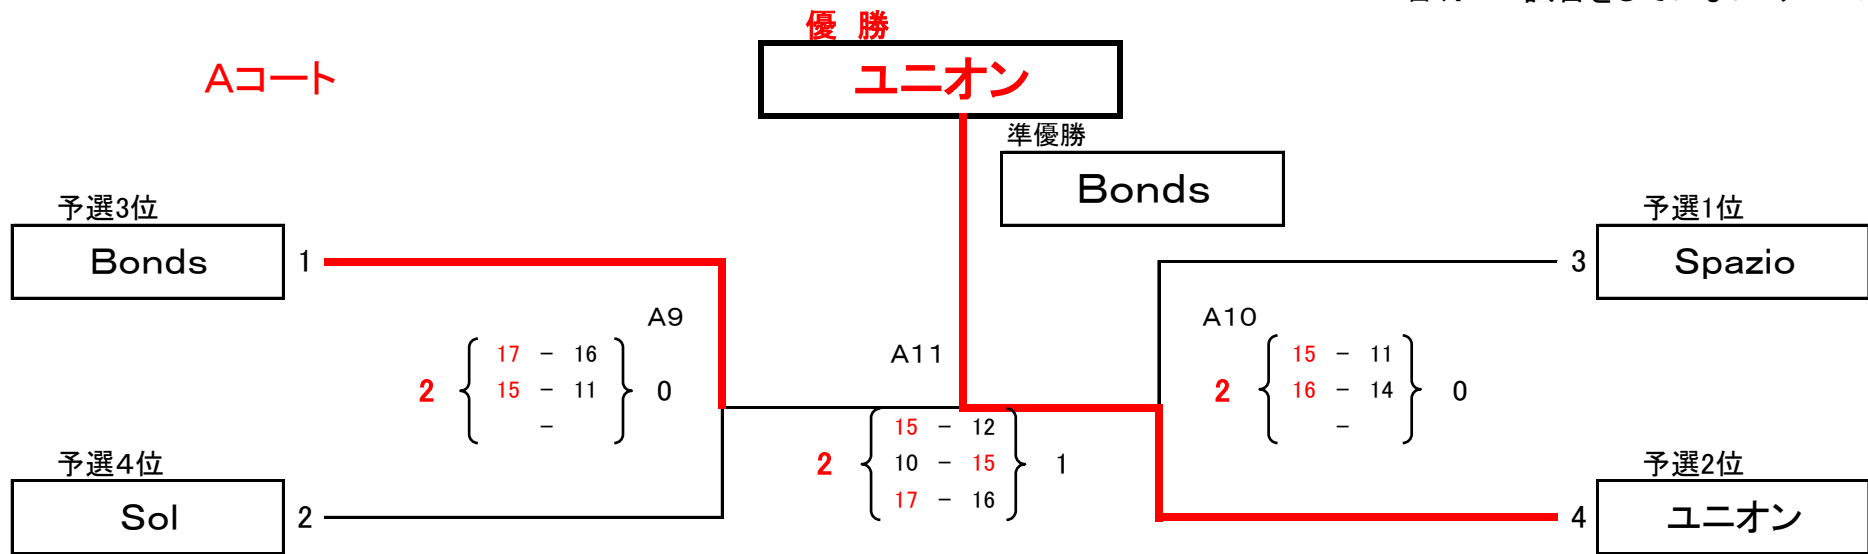 優 勝
Aコート
ユニオン
準優勝
Bonds
予選3位
Bonds 1
予選1位
3 Spazio
A9
17 - 16
2 15 - 11 0
-
A10
15 - 11
2 16 - 14 0
-
A11
15 - 12
2 10 - 15 1
17 - 16
予選4位
Sol 2
予選2位
4 ユニオン